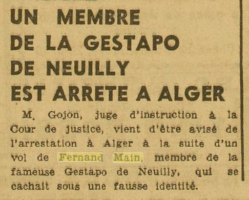 UN MEMBRE
DE LA GESTAPO
DE NEUILLY
EST ARRETE A ALGER
M. Gojon, juge d'instruction à la
Cour de justice, vient d'être avisé de
l'arrestation à Alger à la suite d'un
vol de Fernand Main, membre de la
fameuse Gestapo de Neuilly, qui se
cachait sous une fausse identité.